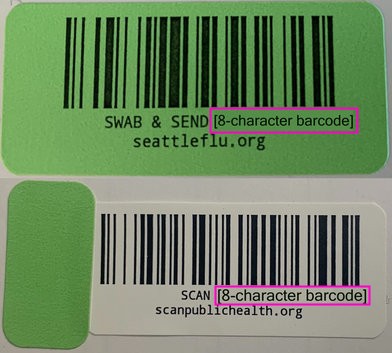 SWAB & SEND [8-character barcode]
seattleflu.org
SCAN [8-character barcode]
scanpublichealth.org